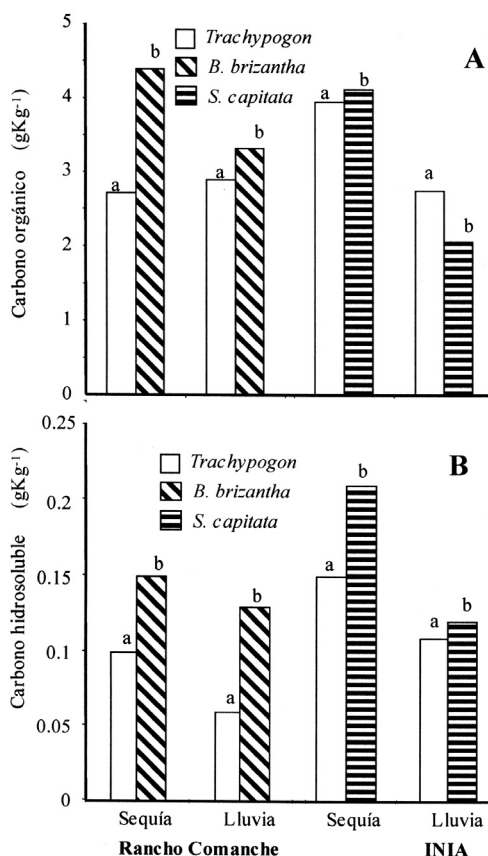 5
4
3
2
1
0
Carbono orgánico (gKg-1)
Trachypogon
B. brizantha
S. capitata
A
a
b
a
b
a
b
a
b
0.25
0.2
0.15
0.1
0.05
0
Carbono hidrosoluble (gKg-1)
Trachypogon
B. brizantha
S. capitata
B
a
b
a
b
a
b
a
b
Sequía Lluvia Sequía Lluvia
Rancho Comanche INIA